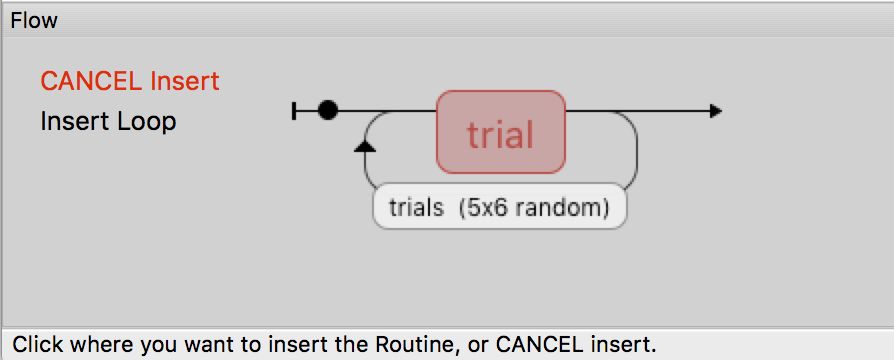 Flow
CANCEL Insert
Insert Loop
trial
trials (5x6 random)
Click where you want to insert the Routine, or CANCEL insert.